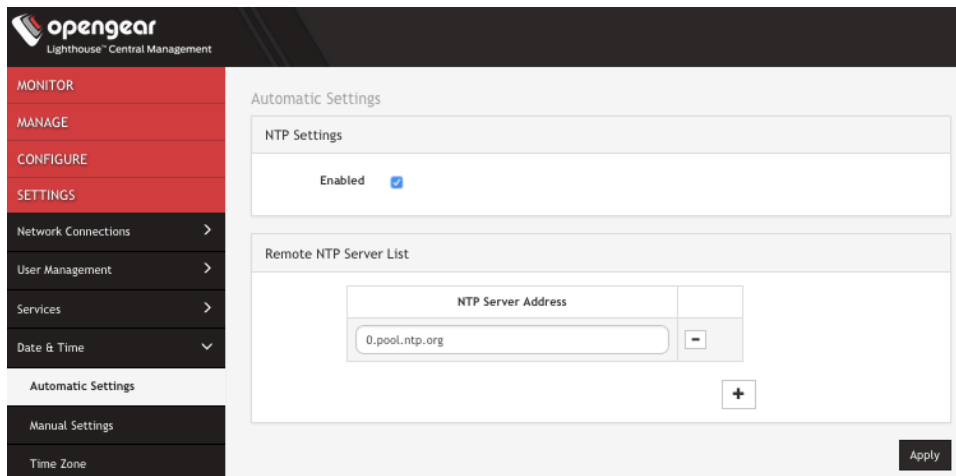 opengear
Lighthouse™ Central Management
MONITOR
MANAGE
CONFIGURE
SETTINGS
Network Connections
User Management
Services
Date & Time
Automatic Settings
Manual Settings
Time Zone
Automatic Settings
NTP Settings
Enabled
Remote NTP Server List
NTP Server Address
0.pool.ntp.org
Apply